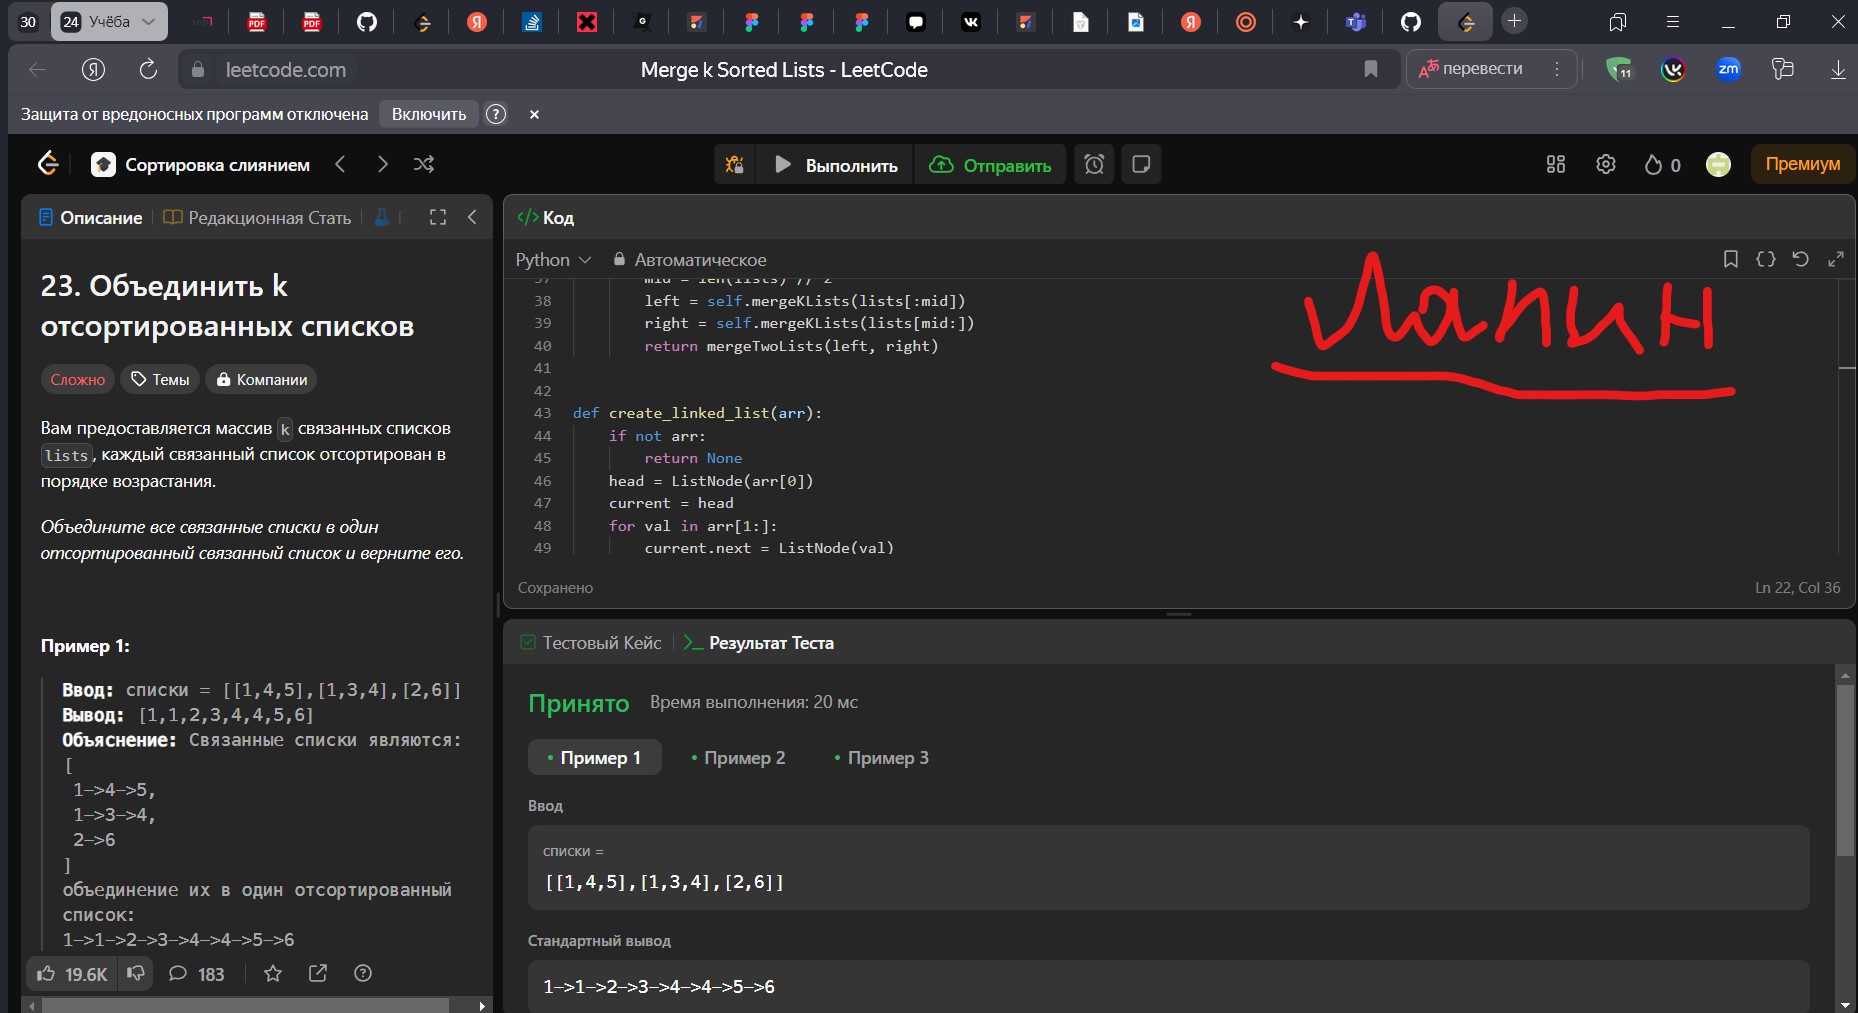 30
24 Учёба
leetcode.com
Merge k Sorted Lists - LeetCode
перевести
11
zm
Защита от вредоносных программ отключена
Включить
Сортировка слиянием
Выполнить
Отправить
0
Премиум
Описание
Редакционная Стать
23. Объединить k
отсортированных списков
Сложно
Темы
Компании
Вам предоставляется массив k связанных списков
lists, каждый связанный список отсортирован в
порядке возрастания.
Объедините все связанные списки в один
отсортированный связанный список и верните его.
Пример 1:
Ввод: списки = [[1,4,5],[1,3,4],[2,6]]
Вывод: [1,1,2,3,4,4,5,6]
Объяснение: Связанные списки являются:
[
1->4->5,
1->3->4,
2->6
]
объединение их в один отсортированный
список:
1->1->2->3->4->4->5->6
19.6K
183
</> Код
Python
Автоматическое
37 mid = len(lists) // 2
38 left = self.mergeKLists(lists[:mid])
39 right = self.mergeKLists(lists[mid:])
40 return mergeTwoLists(left, right)
41
42
43 def create_linked_list(arr):
44 if not arr:
45 return None
46 head = ListNode(arr[0])
47 current = head
48 for val in arr[1:]:
49 current.next = ListNode(val)
Лапин
Сохранено
Ln 22, Col 36
Тестовый Кейс
Результат Теста
Принято
Время выполнения: 20 мс
Пример 1
Пример 2
Пример 3
Ввод
списки =
[[1,4,5],[1,3,4],[2,6]]
Стандартный вывод
1->1->2->3->4->4->5->6